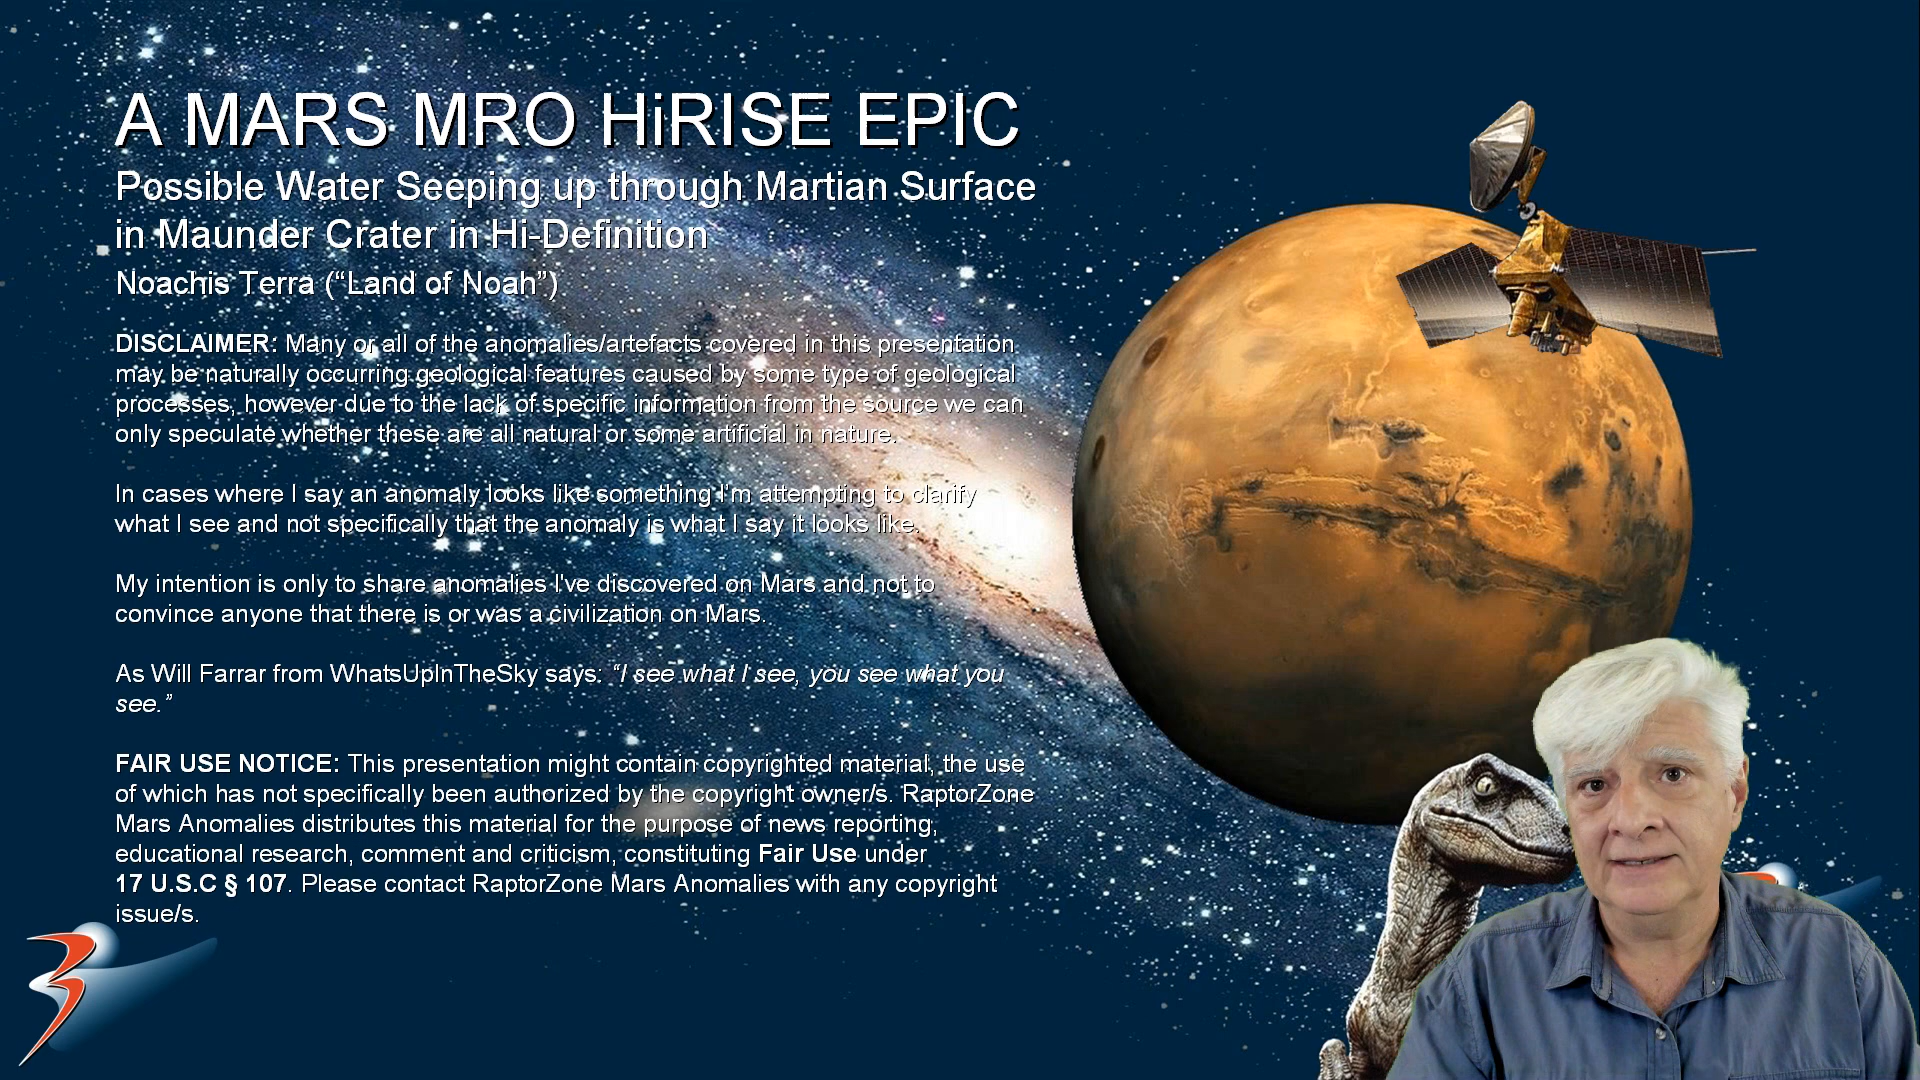 A MARS MRO HiRISE EPIC
Possible Water Seeping up through Martian Surface
in Maunder Crater in Hi-Definition
Noachis Terra (“Land of Noah”)
DISCLAIMER: Many or all of the anomalies/artefacts covered in this presentation
may be naturally occurring geological features caused by some type of geological
processes, however due to the lack of specific information from the source we can
only speculate whether these are all natural or some artificial in nature.
In cases where I say an anomaly looks like something I'm attempting to clarify
what I see and not specifically that the anomaly is what I say it looks like.
My intention is only to share anomalies I've discovered on Mars and not to
convince anyone that there is or was a civilization on Mars.
As Will Farrar from WhatsUpInTheSky says: “I see what I see, you see what you
see.”
FAIR USE NOTICE: This presentation might contain copyrighted material, the use
of which has not specifically been authorized by the copyright owner/s. RaptorZone
Mars Anomalies distributes this material for the purpose of news reporting,
educational research, comment and criticism, constituting Fair Use under
17 U.S.C § 107. Please contact RaptorZone Mars Anomalies with any copyright
issue/s.